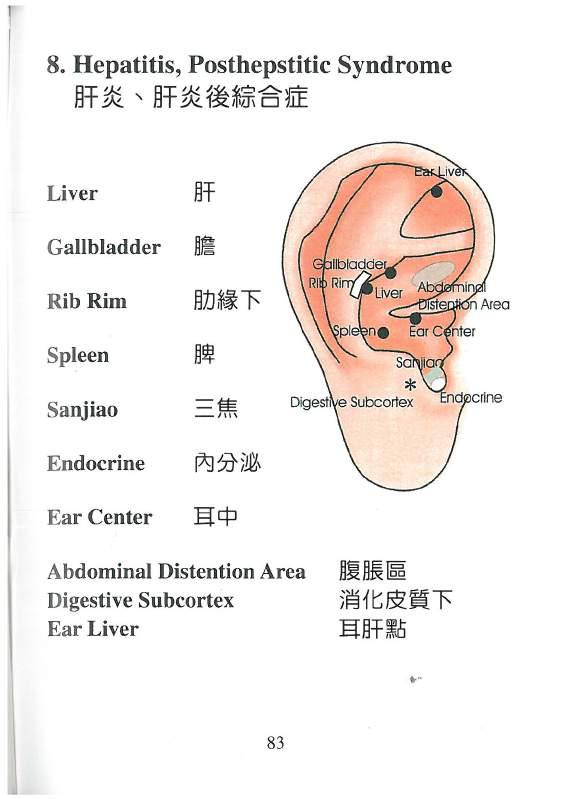 8. Hepatitis, Posthepstitic Syndrome
肝炎、肝炎後綜合症
Liver 肝
Gallbladder 膽
Rib Rim 肋緣下
Spleen 脾
Sanjiao 三焦
Endocrine 內分泌
Ear Center 耳中
Abdominal Distention Area 腹脹區
Digestive Subcortex 消化皮質下
Ear Liver 耳肝點
Ear Liver
Gallbladder
Rib Rim
Liver
Abdominal
Distention Area
Spleen
Ear Center
Sanjiao
*
Digestive Subcortex
Endocrine
83